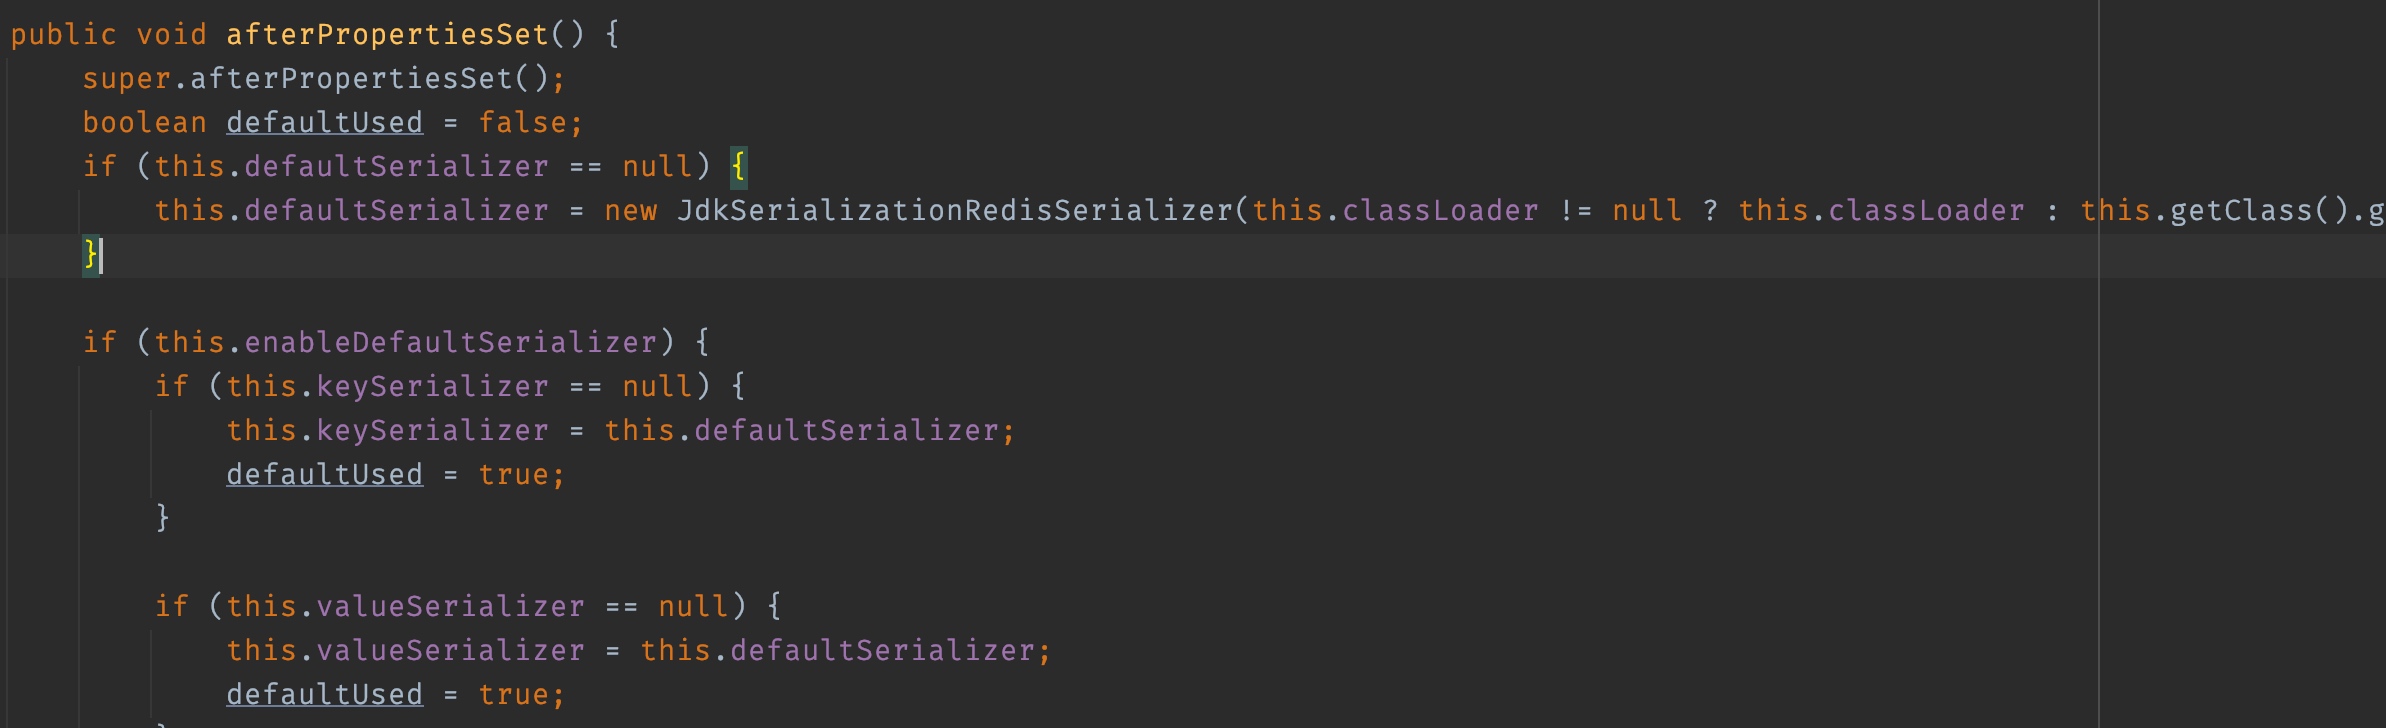 public void afterPropertiesSet() {
    super.afterPropertiesSet();
    boolean defaultUsed = false;
    if (this.defaultSerializer == null) {
        this.defaultSerializer = new JdkSerializationRedisSerializer(this.classLoader != null ? this.classLoader : this.getClass().g
    }
    if (this.enableDefaultSerializer) {
        if (this.keySerializer == null) {
            this.keySerializer = this.defaultSerializer;
            defaultUsed = true;
        }
        if (this.valueSerializer == null) {
            this.valueSerializer = this.defaultSerializer;
            defaultUsed = true;
        }